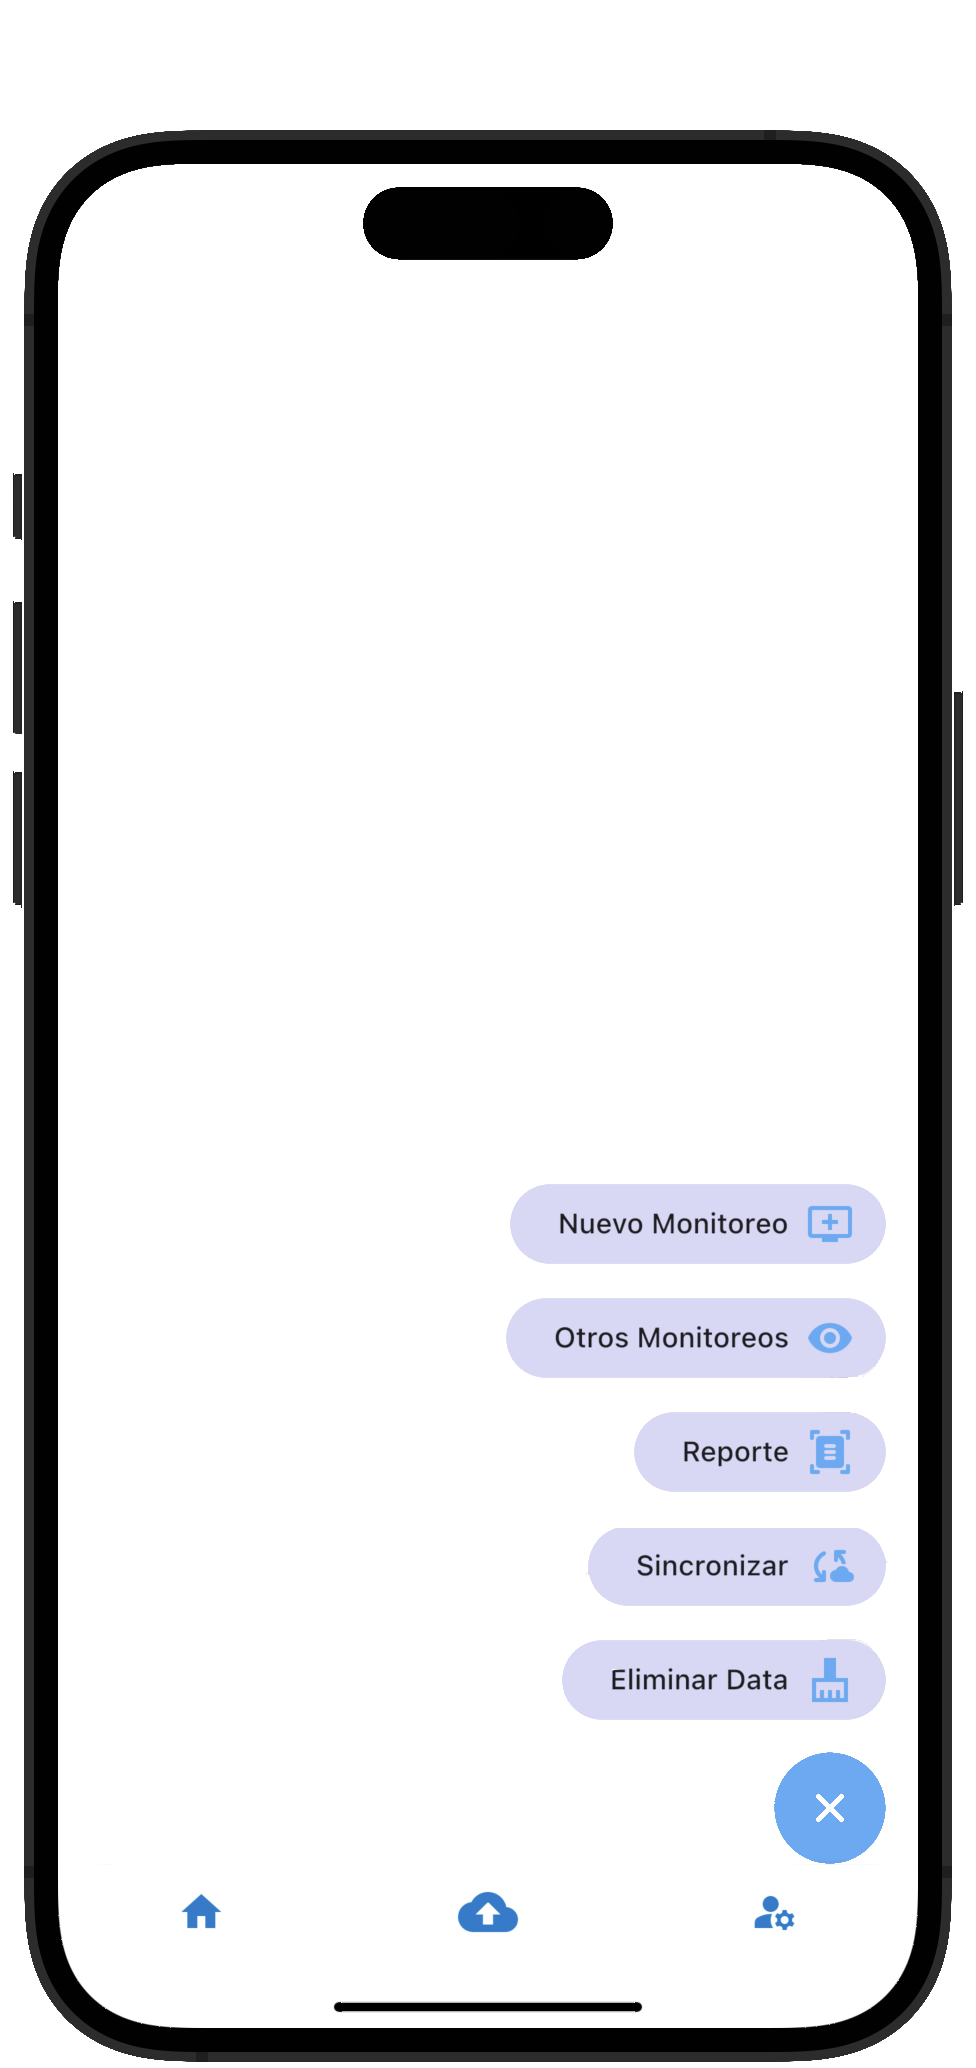 Nuevo Monitoreo
Otros Monitoreos
Reporte
Sincronizar
Eliminar Data